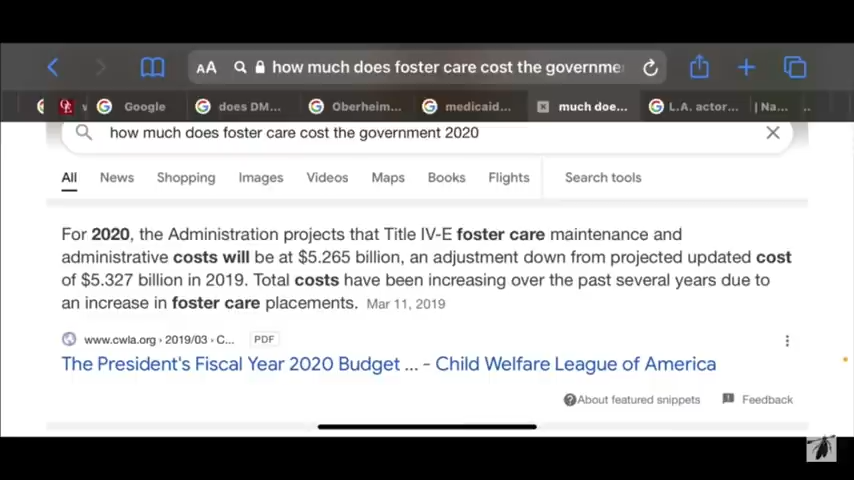 AA how much does foster care cost the governme
Google
does DM...
Oberheim...
medicaid...
much doe...
L.A. actor...
| Na...
how much does foster care cost the government 2020
All News Shopping Images Videos Maps Books Flights Search tools
For 2020, the Administration projects that Title IV-E foster care maintenance and
administrative costs will be at $5.265 billion, an adjustment down from projected updated cost
of $5.327 billion in 2019. Total costs have been increasing over the past several years due to
an increase in foster care placements. Mar 11, 2019
www.cwla.org › 2019/03 › C... PDF
The President's Fiscal Year 2020 Budget ... - Child Welfare League of America
About featured snippets Feedback